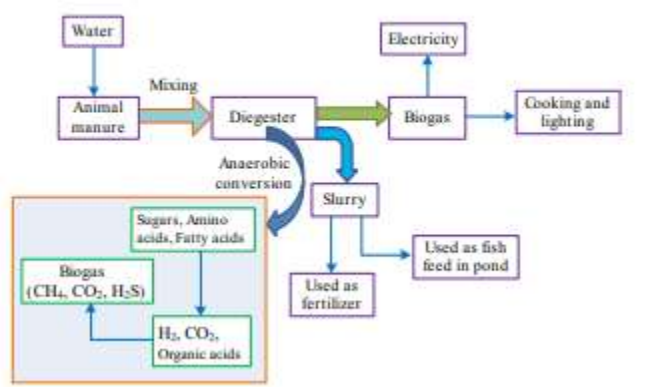 Water
Electricity
Mixing
Animal
manure
Diegester
Biogas
Cooking and
lighting
Anaerobic
conversion
Slurry
Sugars, Amino
acids, Fatty acids
Used as fish
feed in pond
Biogas
(CH₄, CO₂, H₂S)
Used as
fertilizer
H₂, CO₂,
Organic acids